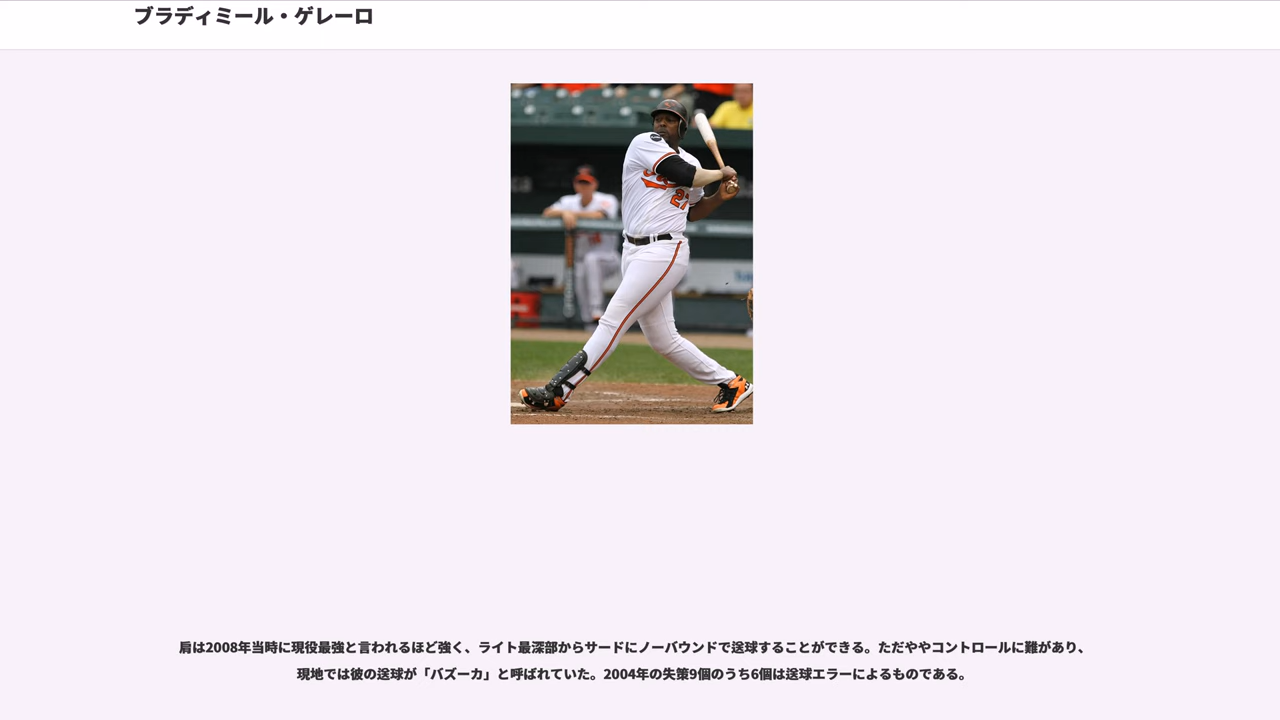 ブラディミール・ゲレーロ
27
肩は2008年当時に現役最強と言われるほど強く、ライト最深部からサードにノーバウンドで送球することができる。ただややコントロールに難があり、
現地では彼の送球が「バズーカ」と呼ばれていた。2004年の失策9個のうち6個は送球エラーによるものである。